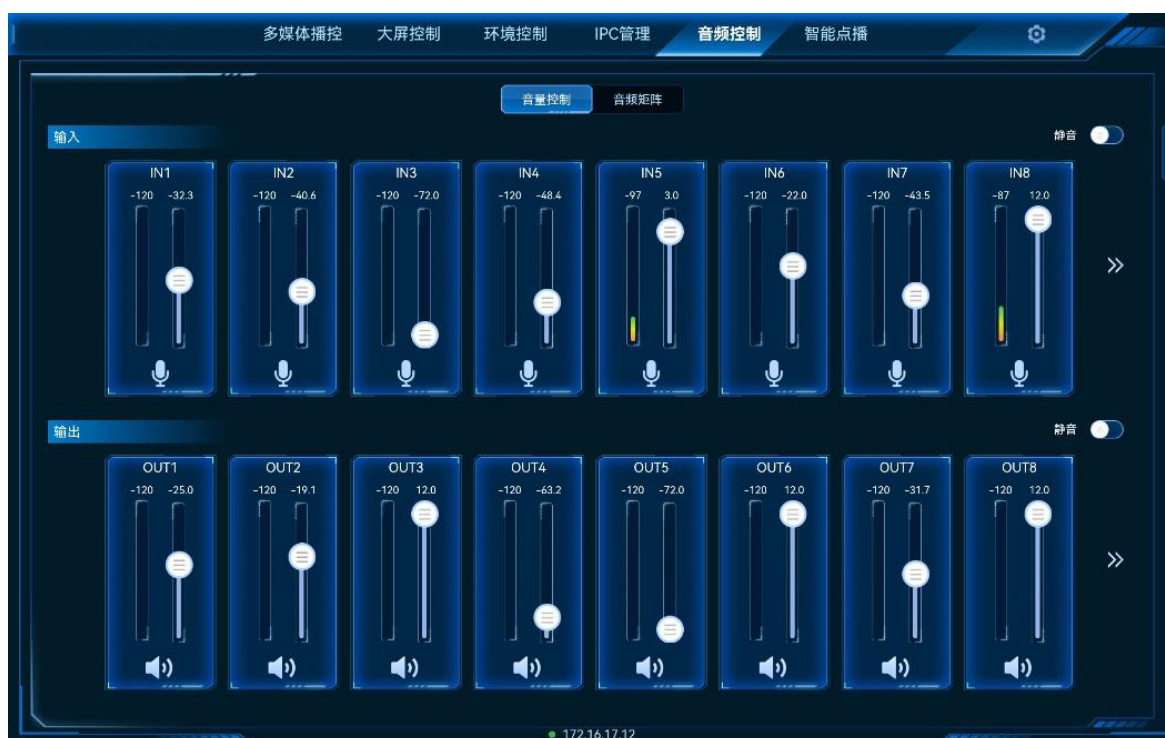 多媒体播控 大屏控制 环境控制 IPC管理 音频控制 智能点播
音量控制 音频矩阵
输入 静音
IN1 IN2 IN3 IN4 IN5 IN6 IN7 IN8
-120 -32.3 -120 -40.6 -120 -72.0 -120 -48.4 -97 3.0 -120 -22.0 -120 -43.5 -87 12.0
输出 静音
OUT1 OUT2 OUT3 OUT4 OUT5 OUT6 OUT7 OUT8
-120 -25.0 -120 -19.1 -120 12.0 -120 -63.2 -120 -72.0 -120 12.0 -120 -31.7 -120 12.0
172.16.17.12